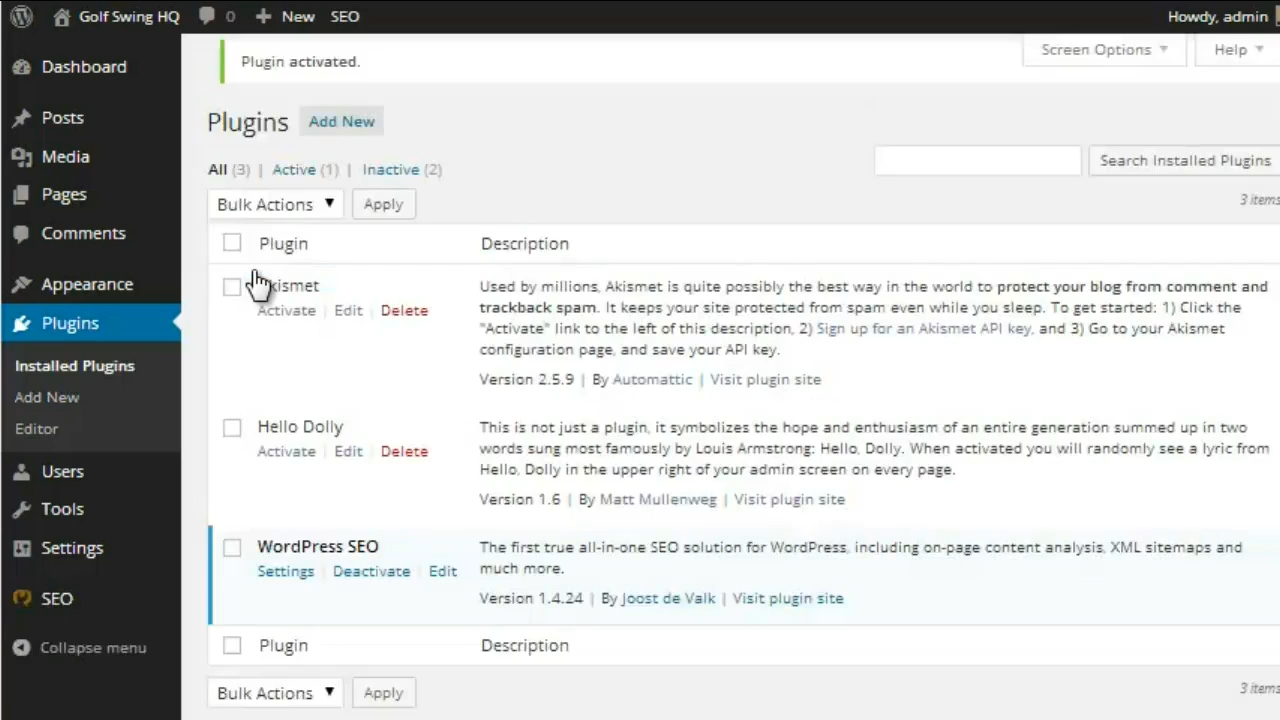 Golf Swing HQ 0 New SEO Howdy, admin
Dashboard
Posts
Media
Pages
Comments
Appearance
Plugins
Installed Plugins
Add New
Editor
Users
Tools
Settings
SEO
Collapse menu
Plugin activated.
Screen Options Help
Plugins Add New
All (3) | Active (1) | Inactive (2)
Search Installed Plugins
Bulk Actions Apply
3 items
Plugin Description
Akismet
Activate | Edit | Delete
Used by millions, Akismet is quite possibly the best way in the world to protect your blog from comment and
trackback spam. It keeps your site protected from spam even while you sleep. To get started: 1) Click the
"Activate" link to the left of this description, 2) Sign up for an Akismet API key, and 3) Go to your Akismet
configuration page, and save your API key.
Version 2.5.9 | By Automattic | Visit plugin site
Hello Dolly
Activate | Edit | Delete
This is not just a plugin, it symbolizes the hope and enthusiasm of an entire generation summed up in two
words sung most famously by Louis Armstrong: Hello, Dolly. When activated you will randomly see a lyric from
Hello, Dolly in the upper right of your admin screen on every page.
Version 1.6 | By Matt Mullenweg | Visit plugin site
WordPress SEO
Settings | Deactivate | Edit
The first true all-in-one SEO solution for WordPress, including on-page content analysis, XML sitemaps and
much more.
Version 1.4.24 | By Joost de Valk | Visit plugin site
Plugin Description
Bulk Actions Apply
3 items